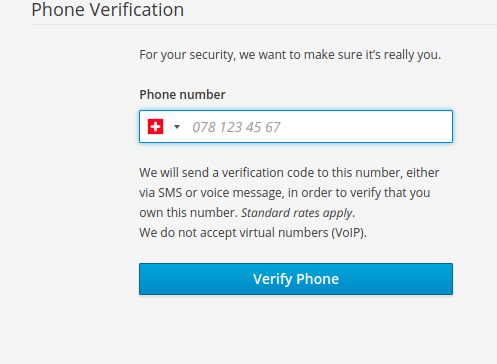 Phone Verification
For your security, we want to make sure it's really you.
Phone number
078 123 45 67
We will send a verification code to this number, either
via SMS or voice message, in order to verify that you
own this number. Standard rates apply.
We do not accept virtual numbers (VoIP).
Verify Phone